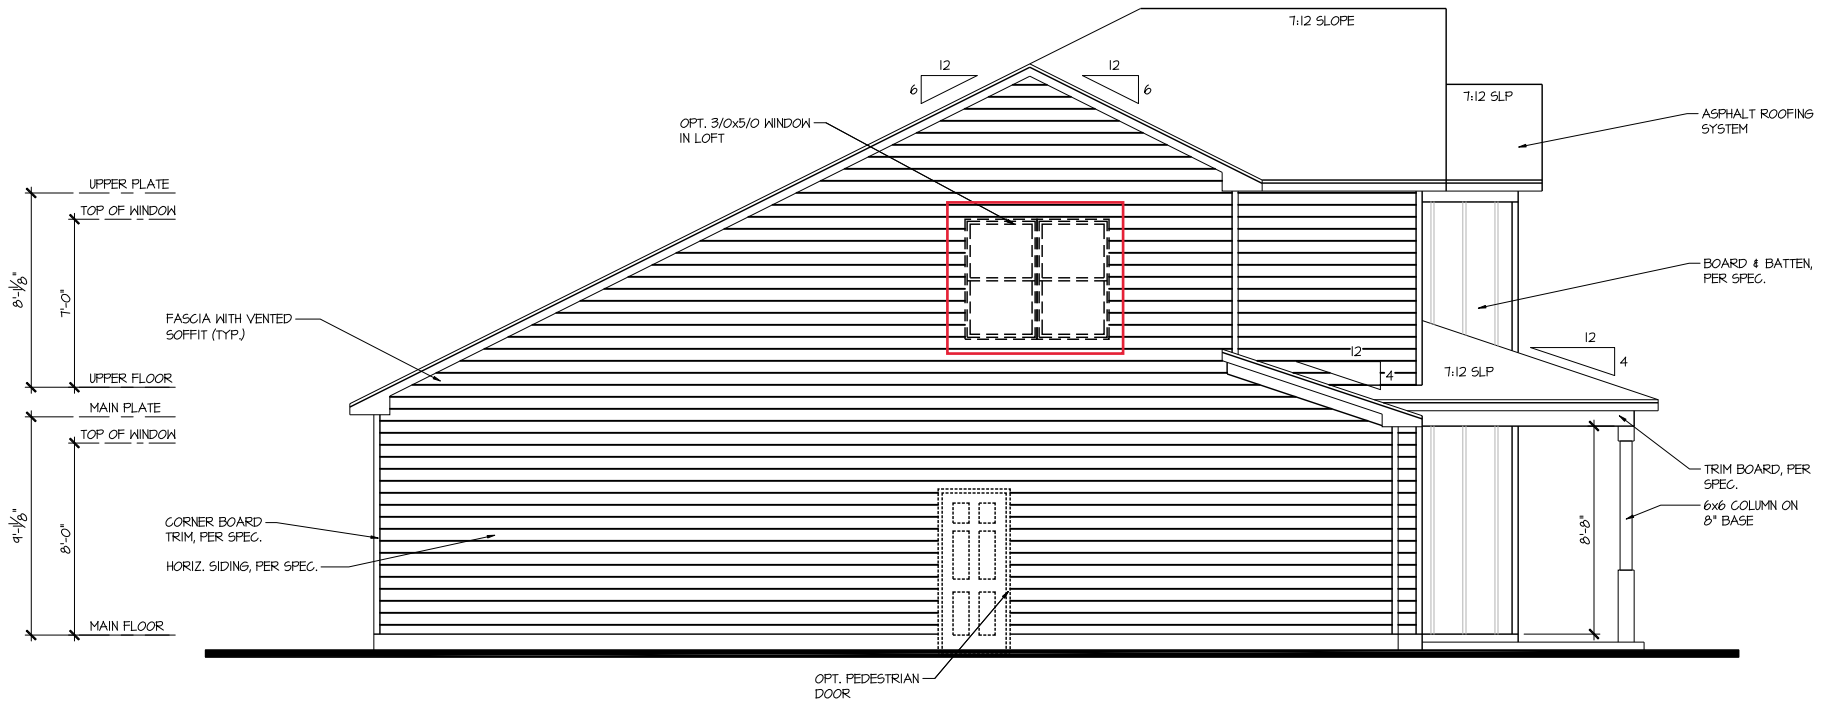 7:12 SLOPE
12
6
12
6
7:12 SLP
OPT. 3/0x5/0 WINDOW
IN LOFT
ASPHALT ROOFING
SYSTEM
UPPER PLATE
TOP OF WINDOW
8'-1 1/8"
7'-0"
BOARD & BATTEN,
PER SPEC.
FASCIA WITH VENTED
SOFFIT (TYP.)
12
4
12
4
7:12 SLP
UPPER FLOOR
MAIN PLATE
TOP OF WINDOW
9'-1 1/8"
8'-0"
TRIM BOARD, PER
SPEC.
6x6 COLUMN ON
8" BASE
8'-8"
CORNER BOARD
TRIM, PER SPEC.
HORIZ. SIDING, PER SPEC.
MAIN FLOOR
OPT. PEDESTRIAN
DOOR